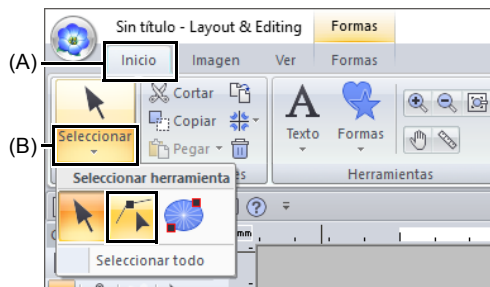 Sin título - Layout & Editing
Formas
(A)
Inicio
Imagen
Ver
Formas
Cortar
Copiar
Pegar
Seleccionar
(B)
Texto
Formas
Herramientas
Seleccionar herramienta
Seleccionar todo
mm